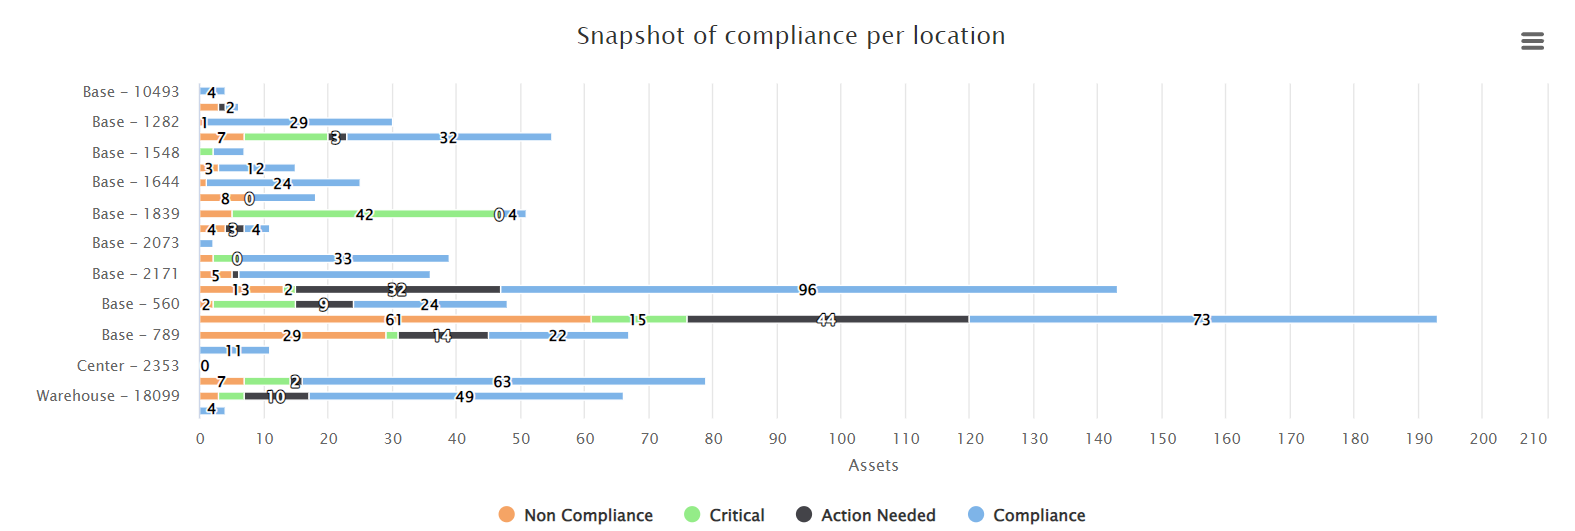 Snapshot of compliance per location
Base - 10493
4
2
Base - 1282
1 29
7 3 32
Base - 1548
3 12
Base - 1644
24
8 0
Base - 1839
42 0 4
4 3 4
Base - 2073
0 33
Base - 2171
5
13 2 32 96
Base - 560
2 9 24
61 15 44 73
Base - 789
29 14 22
11
Center - 2353
0
7 2 63
Warehouse - 18099
10 49
4
0 10 20 30 40 50 60 70 80 90 100 110 120 130 140 150 160 170 180 190 200 210
Assets
Non Compliance Critical Action Needed Compliance